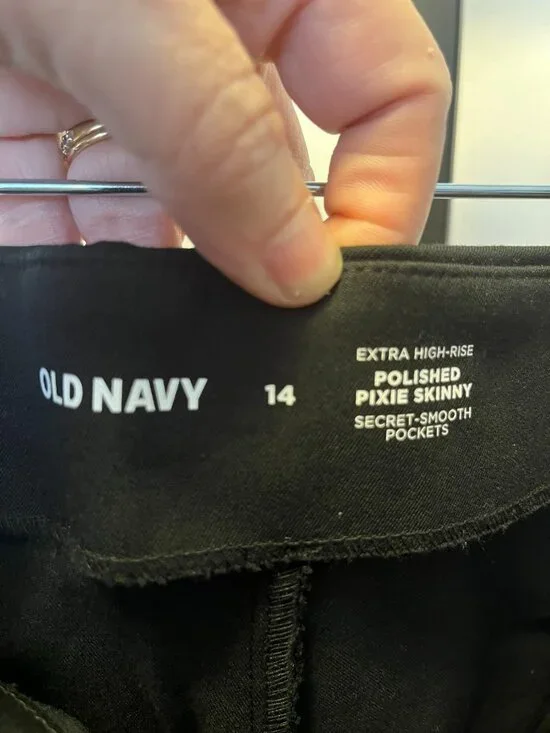 OLD NAVY
14
EXTRA HIGH-RISE
POLISHED
PIXIE SKINNY
SECRET-SMOOTH
POCKETS